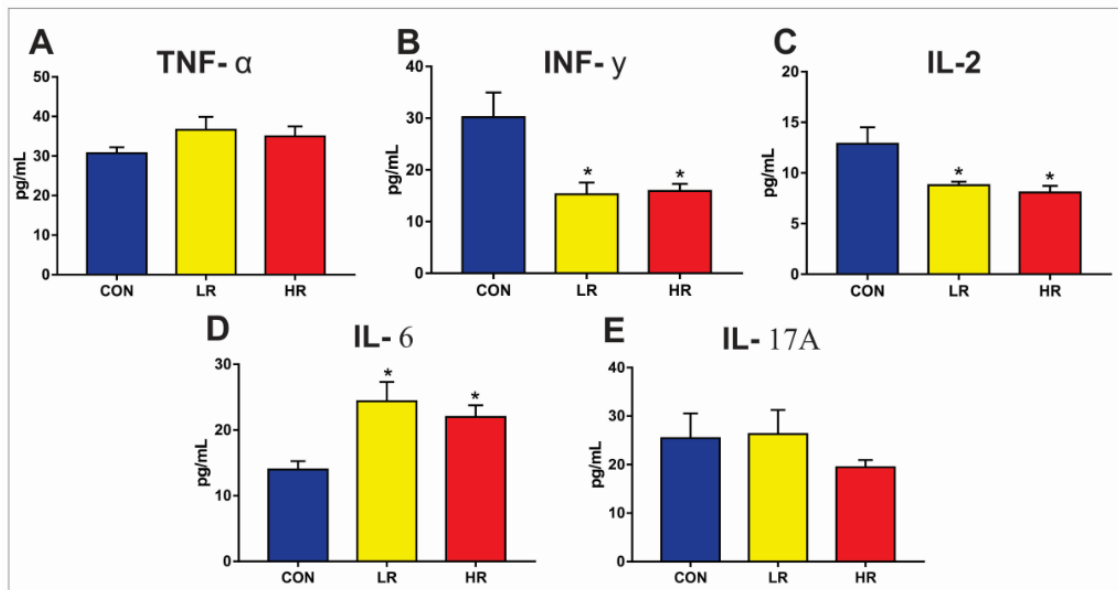 A
TNF- α
pg/mL
50
40
30
20
10
0
CON LR HR
B
INF- y
pg/mL
40
30
20
10
0
*
*
CON LR HR
C
IL-2
pg/mL
20
15
10
5
0
*
*
CON LR HR
D
IL- 6
pg/mL
30
20
10
0
*
*
CON LR HR
E
IL- 17A
pg/mL
40
30
20
10
0
CON LR HR